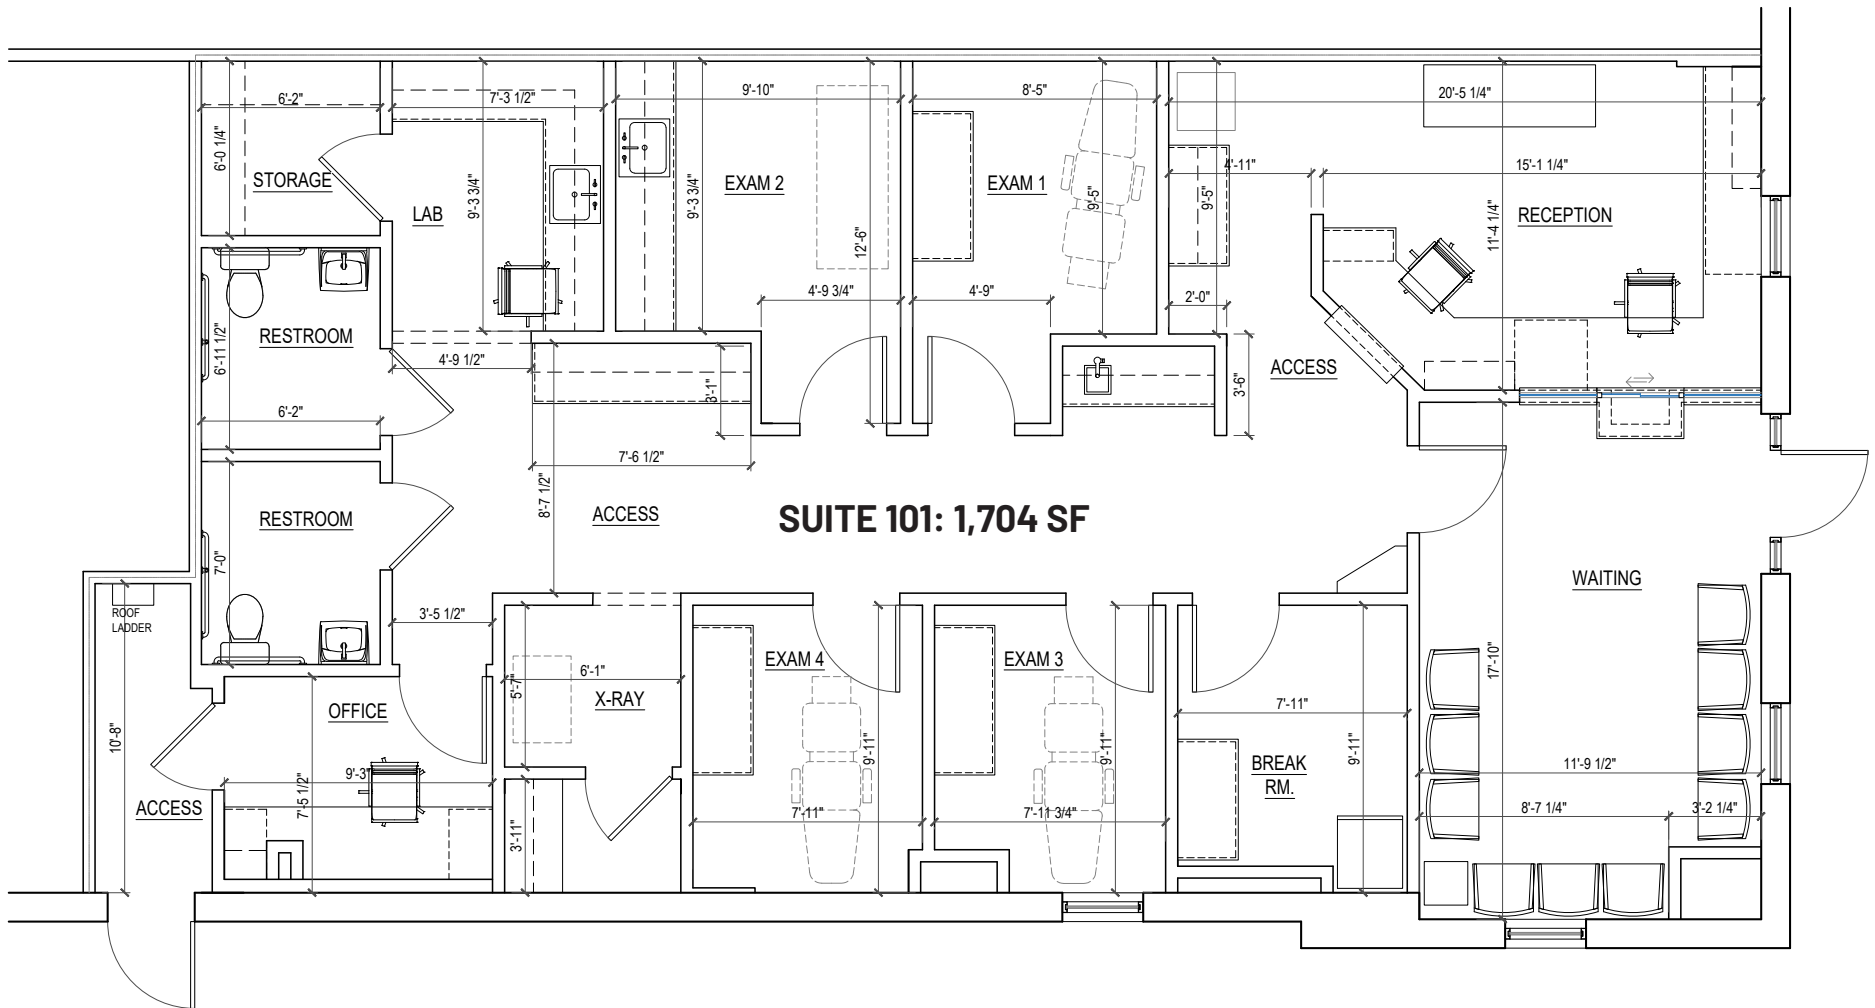 6'-2"
7'-3 1/2"
9'-10"
8'-5"
20'-5 1/4"
6'-0 1/4"
STORAGE
LAB
9'-3 3/4"
9'-3 3/4"
EXAM 2
12'-6"
EXAM 1
9'-5"
4'-11"
9'-5"
15'-1 1/4"
11'-4 1/4"
RECEPTION
4'-9 3/4"
4'-9"
2'-0"
RESTROOM
6'-11 1/2"
4'-9 1/2"
3'-1"
3'-6"
ACCESS
6'-2"
7'-6 1/2"
8'-7 1/2"
ACCESS
SUITE 101: 1,704 SF
RESTROOM
7'-0"
WAITING
ROOF
LADDER
3'-5 1/2"
EXAM 4
EXAM 3
17'-10"
6'-1"
5'-7"
X-RAY
OFFICE
7'-11"
10'-8"
9'-11"
9'-11"
9'-11"
BREAK
RM.
9'-3"
7'-5 1/2"
11'-9 1/2"
ACCESS
7'-11"
7'-11 3/4"
8'-7 1/4"
3'-2 1/4"
3'-11"